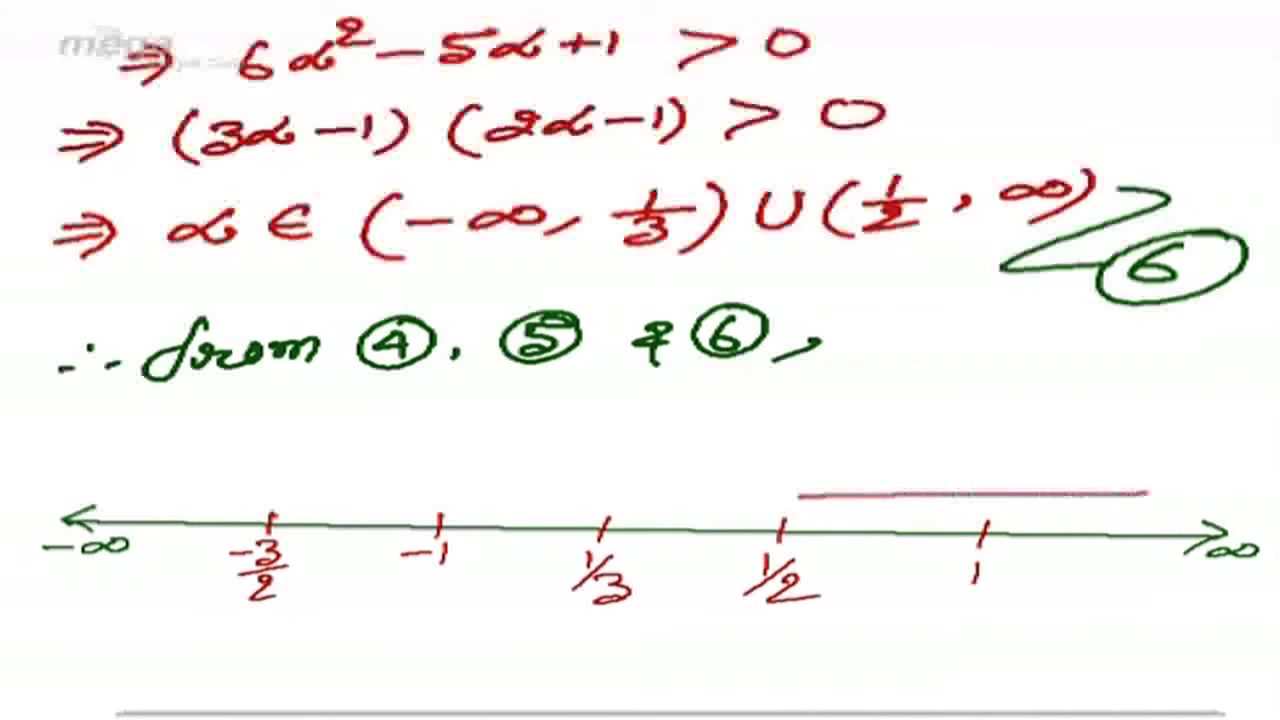 mega
⇒ 6α² - 5α + 1 > 0
⇒ (3α - 1) (2α - 1) > 0
⇒ α ∈ (-∞, 1/3) ∪ (1/2, ∞)
6
∴ from ④, ⑤ & ⑥,
-∞ -3/2 -1 1/3 1/2 1 ∞